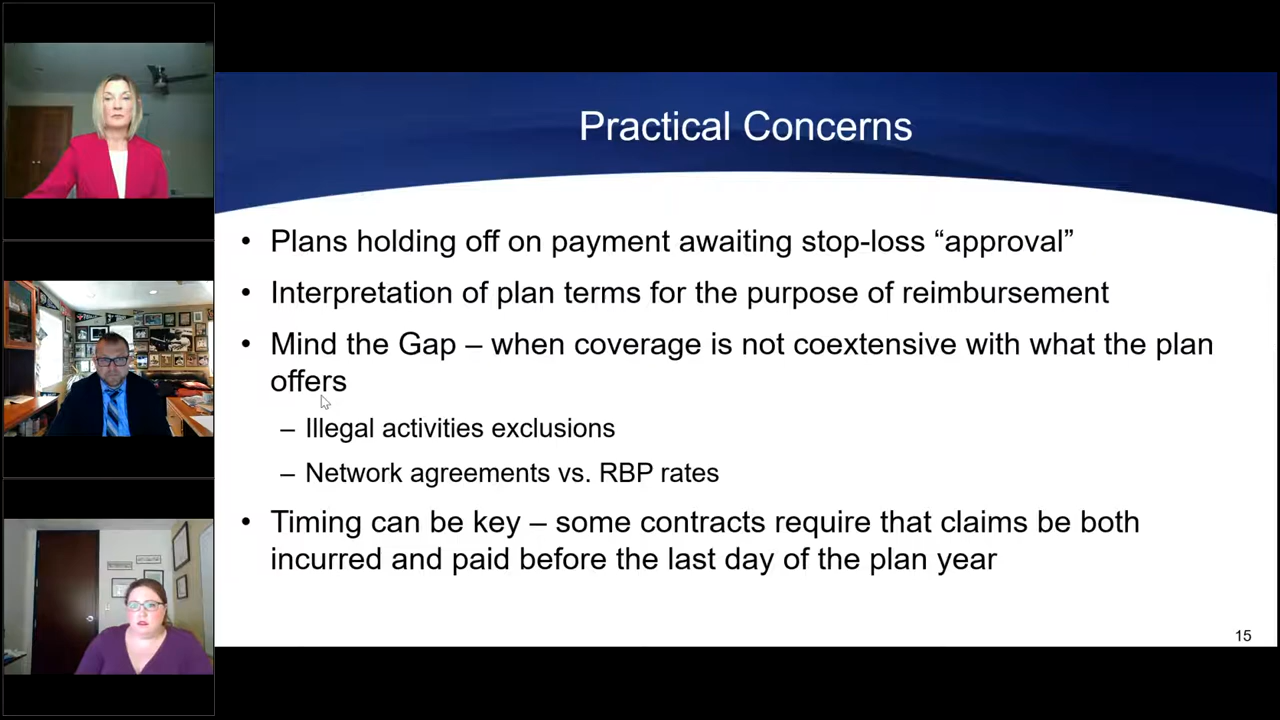 Practical Concerns
• Plans holding off on payment awaiting stop-loss “approval”
• Interpretation of plan terms for the purpose of reimbursement
• Mind the Gap – when coverage is not coextensive with what the plan
offers
– Illegal activities exclusions
– Network agreements vs. RBP rates
• Timing can be key – some contracts require that claims be both
incurred and paid before the last day of the plan year
15